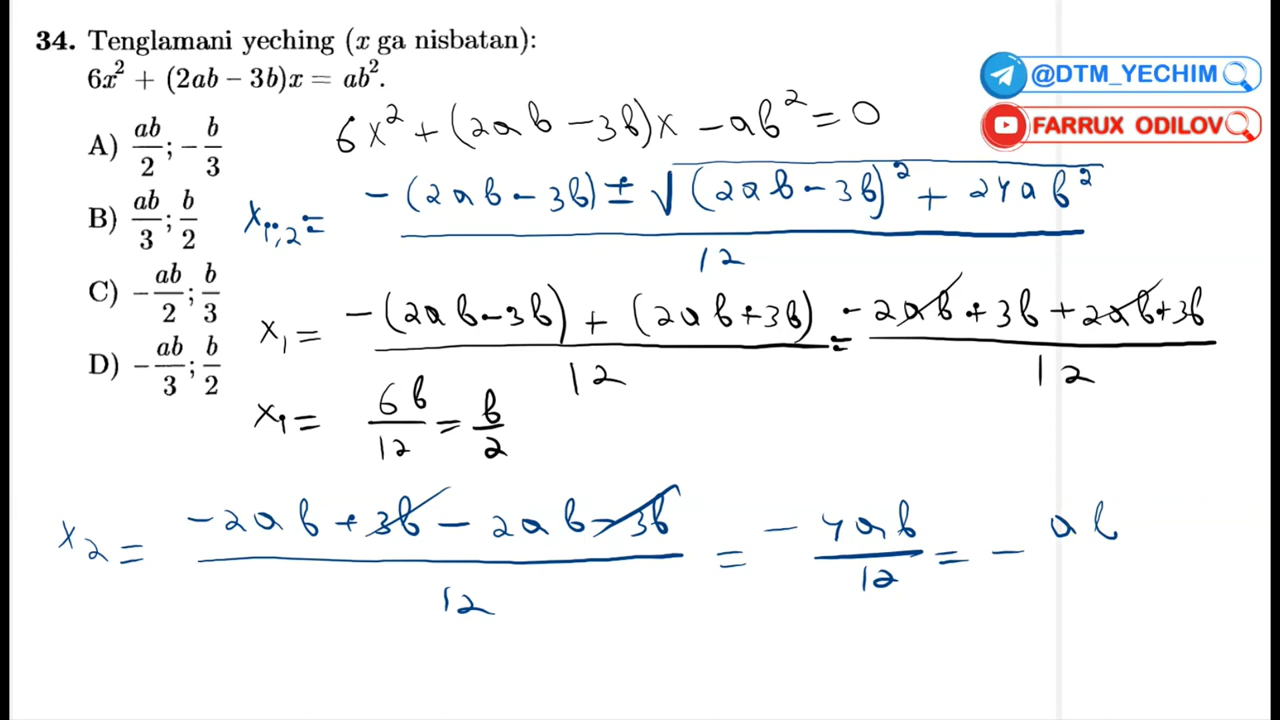 34. Tenglamani yeching (x ga nisbatan):
6x² + (2ab − 3b)x = ab².
@DTM_YECHIM
FARRUX ODILOV
6x² + (2ab − 3b)x − ab² = 0
A) ab/2; −b/3
B) ab/3; b/2
C) −ab/2; b/3
D) −ab/3; b/2
x₁;₂ = (−(2ab − 3b) ± √((2ab − 3b)² + 24ab²))/12
x₁ = (−(2ab − 3b) + (2ab + 3b))/12 = (−2ab + 3b + 2ab + 3b)/12
x₁ = 6b/12 = b/2
x₂ = (−2ab + 3b − 2ab − 3b)/12 = −4ab/12 = − ab